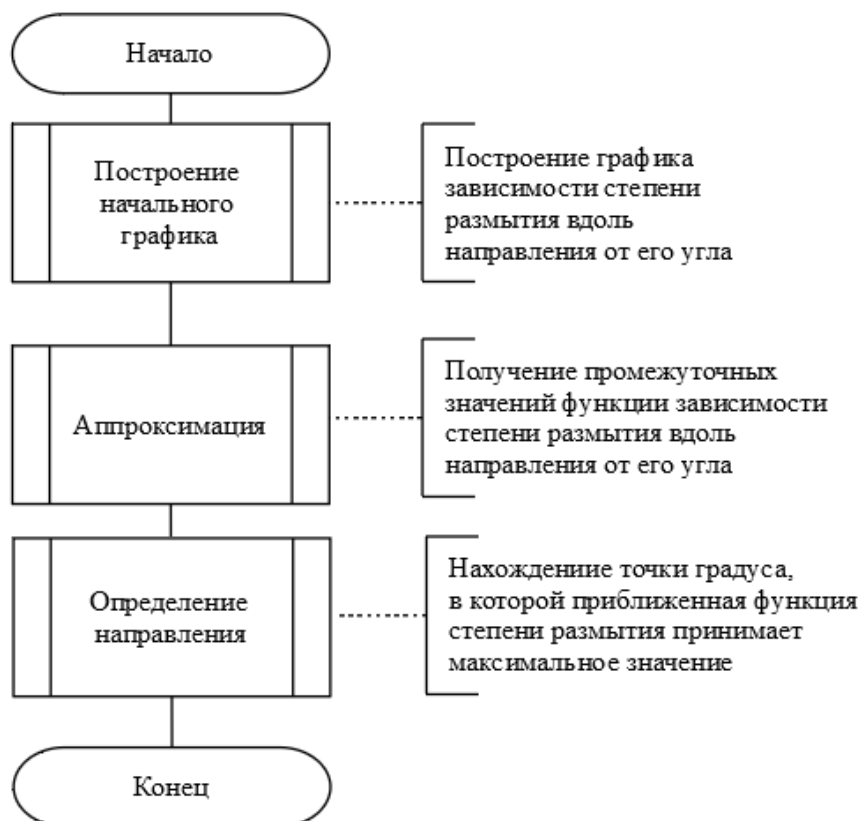 Начало
Построение
начального
графика
Построение графика
зависимости степени
размытия вдоль
направления от его угла
Аппроксимация
Получение промежуточных
значений функции зависимости
степени размытия вдоль
направления от его угла
Определение
направления
Нахождениие точки градуса,
в которой приближенная функция
степени размытия принимает
максимальное значение
Конец